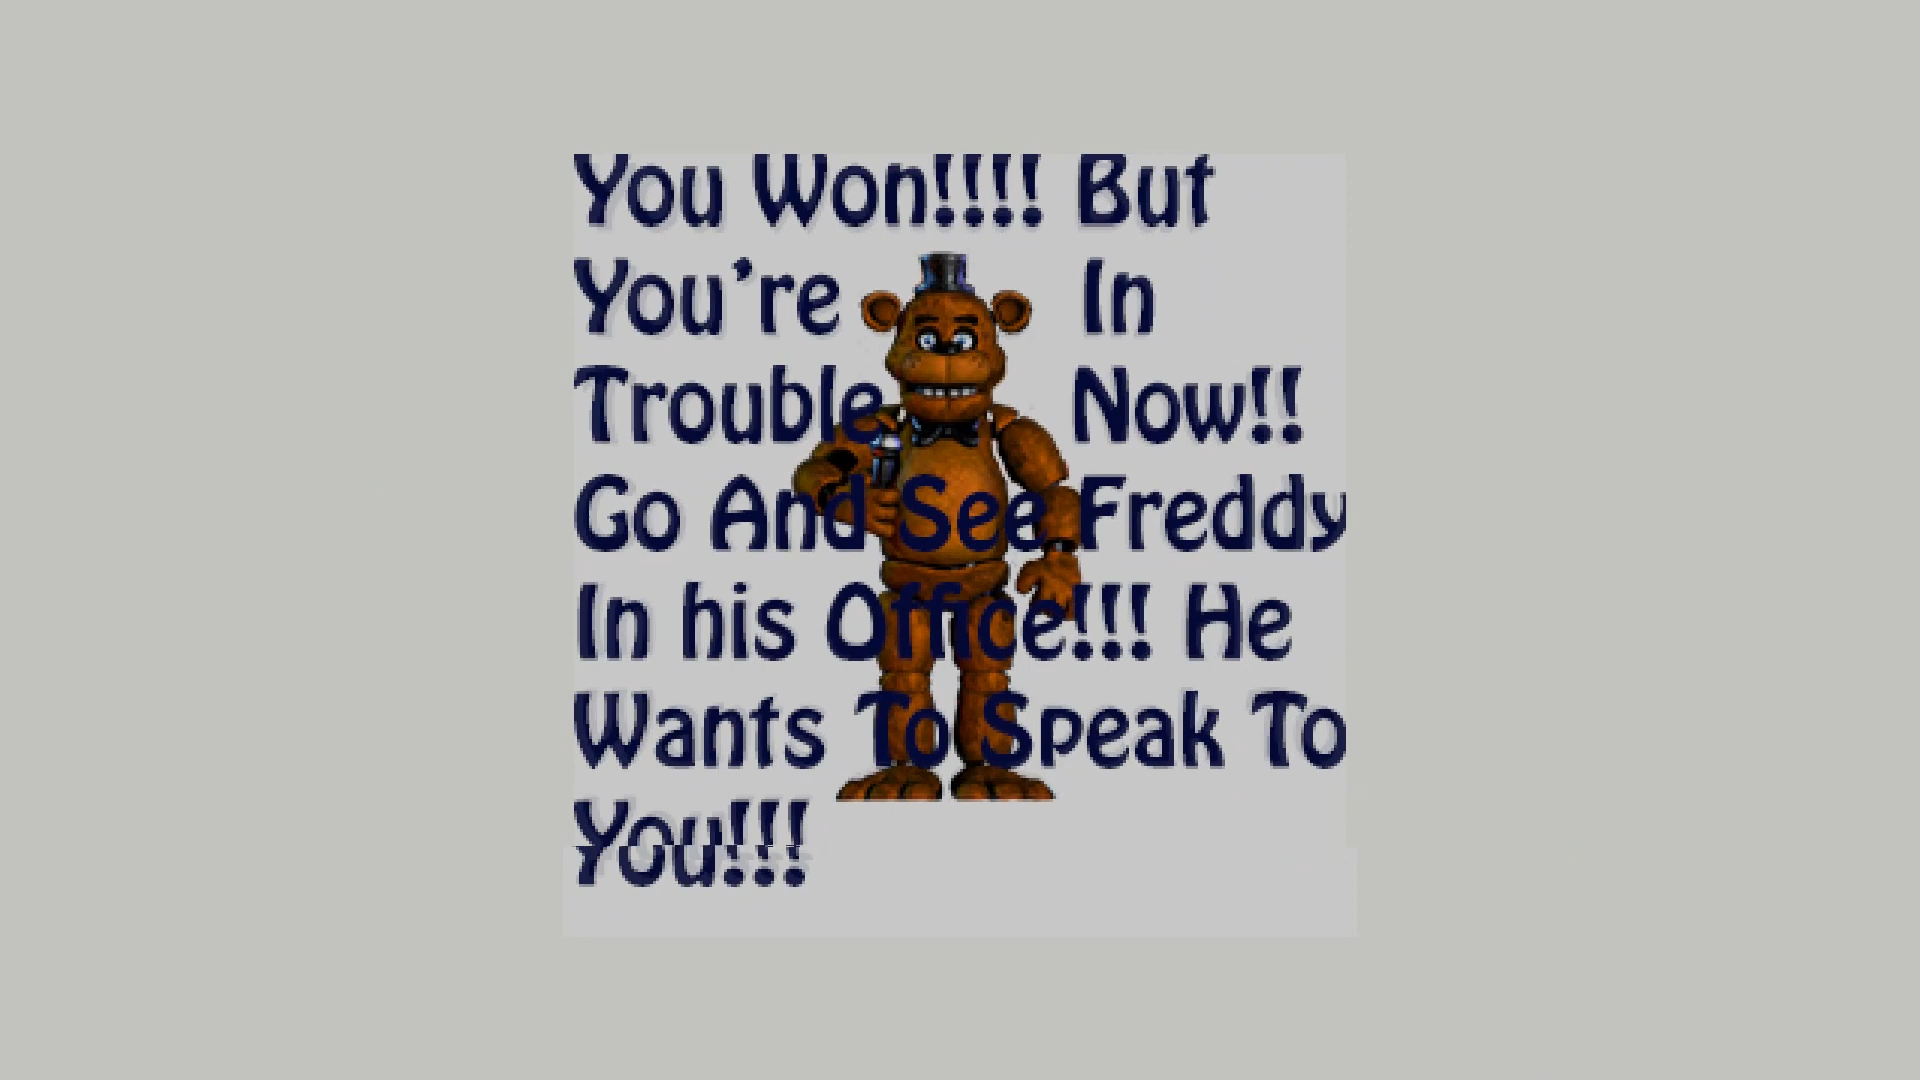 You Won!!!! But
You're In
Trouble Now!!
Go And See Freddy
In his Office!!! He
Wants To Speak To
You!!!